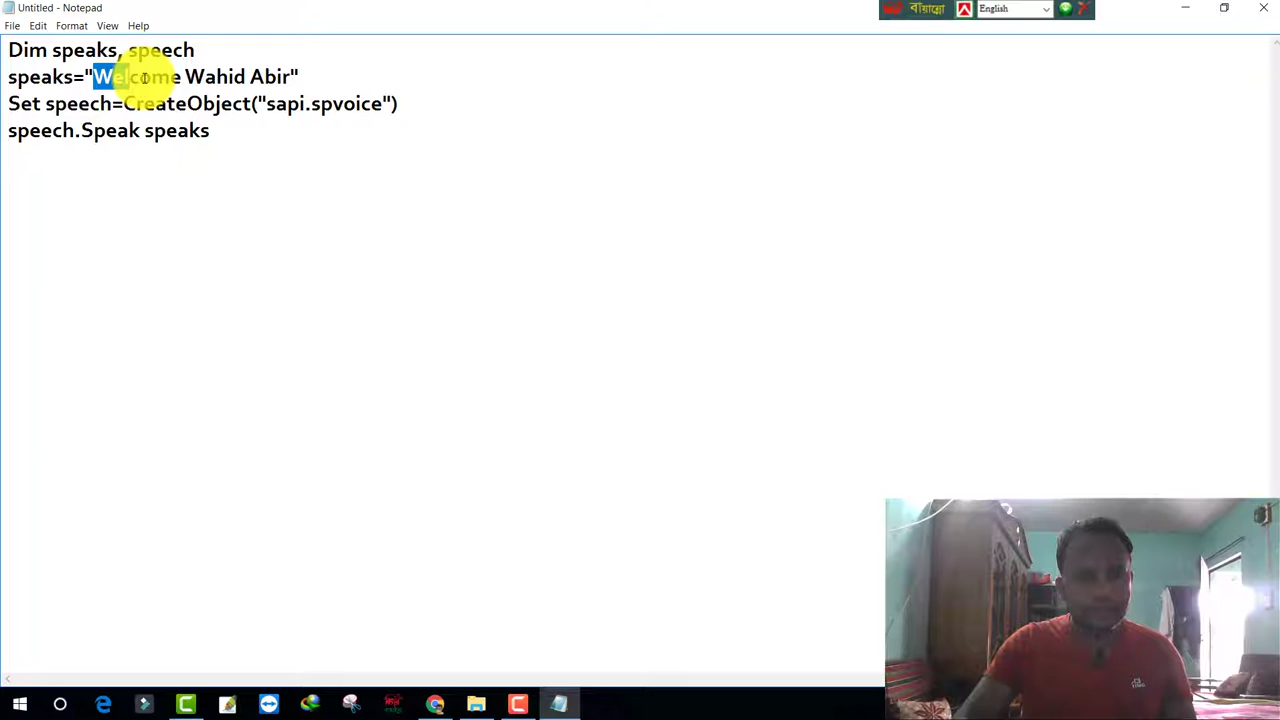 Untitled - Notepad
বাঁয়ান্নো
English
File Edit Format View Help
Dim speaks, speech
speaks="Welcome Wahid Abir"
Set speech=CreateObject("sapi.spvoice")
speech.Speak speaks